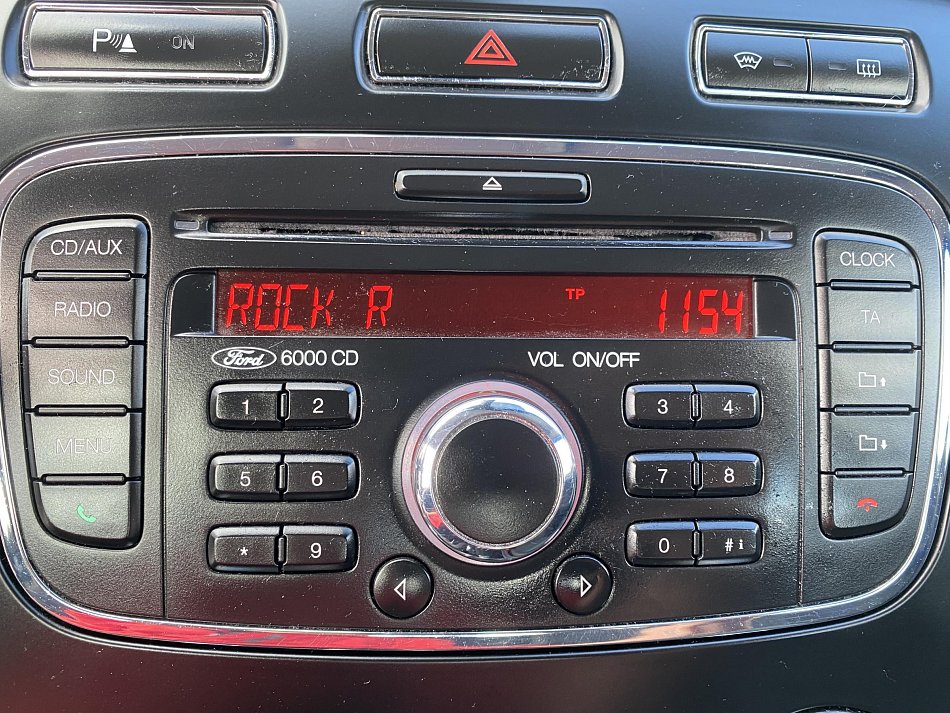 P ON
CD/AUX
RADIO
SOUND
MENU
ROCK R TP 1154
Ford 6000 CD VOL ON/OFF
1 2
3 4
5 6
7 8
* 9
0 # i
CLOCK
TA